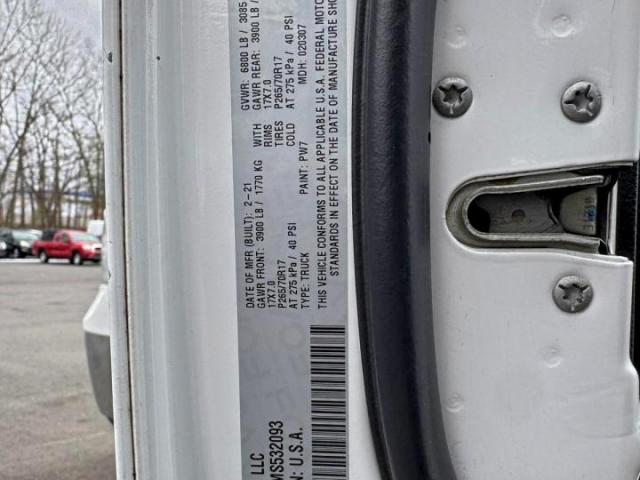 LLC
MS532093
N: U.S.A.
DATE OF MFR (BUILT): 2-21
GVWR: 6800 LB / 3085
GAWR FRONT: 3900 LB / 1770 KG
WITH
GAWR REAR: 3900 LB /
17X7.0
RIMS
17X7.0
P265/70R17
TIRES
P265/70R17
AT 275 kPa / 40 PSI
COLD
AT 275 kPa / 40 PSI
TYPE: TRUCK
PAINT: PW7
MDH: 020307
THIS VEHICLE CONFORMS TO ALL APPLICABLE U.S.A. FEDERAL MOTOR
STANDARDS IN EFFECT ON THE DATE OF MANUFACTURE SHO